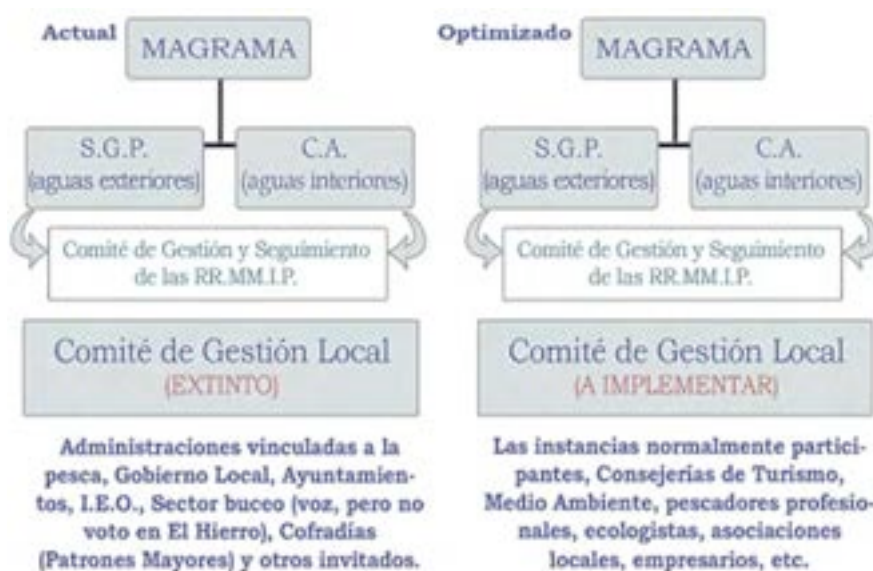 Actual
MAGRAMA
S.G.P.
(aguas exteriores)
C.A.
(aguas interiores)
Comité de Gestión y Seguimiento
de las RR.MM.I.P.
Comité de Gestión Local
(EXTINTO)
Administraciones vinculadas a la
pesca, Gobierno Local, Ayuntamien-
tos, I.E.O., Sector buceo (voz, pero no
voto en El Hierro), Cofradías
(Patrones Mayores) y otros invitados.
Optimizado
MAGRAMA
S.G.P.
(aguas exteriores)
C.A.
(aguas interiores)
Comité de Gestión y Seguimiento
de las RR.MM.I.P.
Comité de Gestión Local
(A IMPLEMENTAR)
Las instancias normalmente partici-
pantes, Consejerías de Turismo,
Medio Ambiente, pescadores profesio-
nales, ecologistas, asociaciones
locales, empresarios, etc.